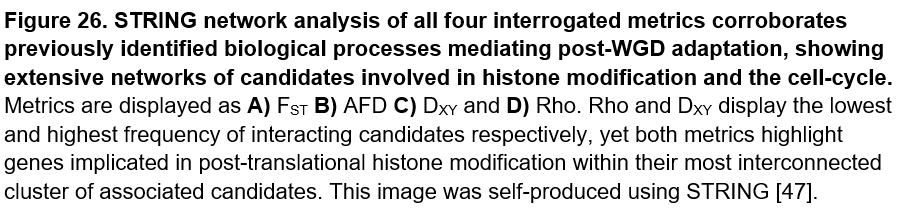 Figure 26. STRING network analysis of all four interrogated metrics corroborates
previously identified biological processes mediating post-WGD adaptation, showing
extensive networks of candidates involved in histone modification and the cell-cycle.
Metrics are displayed as A) FST B) AFD C) DXY and D) Rho. Rho and DXY display the lowest
and highest frequency of interacting candidates respectively, yet both metrics highlight
genes implicated in post-translational histone modification within their most interconnected
cluster of associated candidates. This image was self-produced using STRING [47].